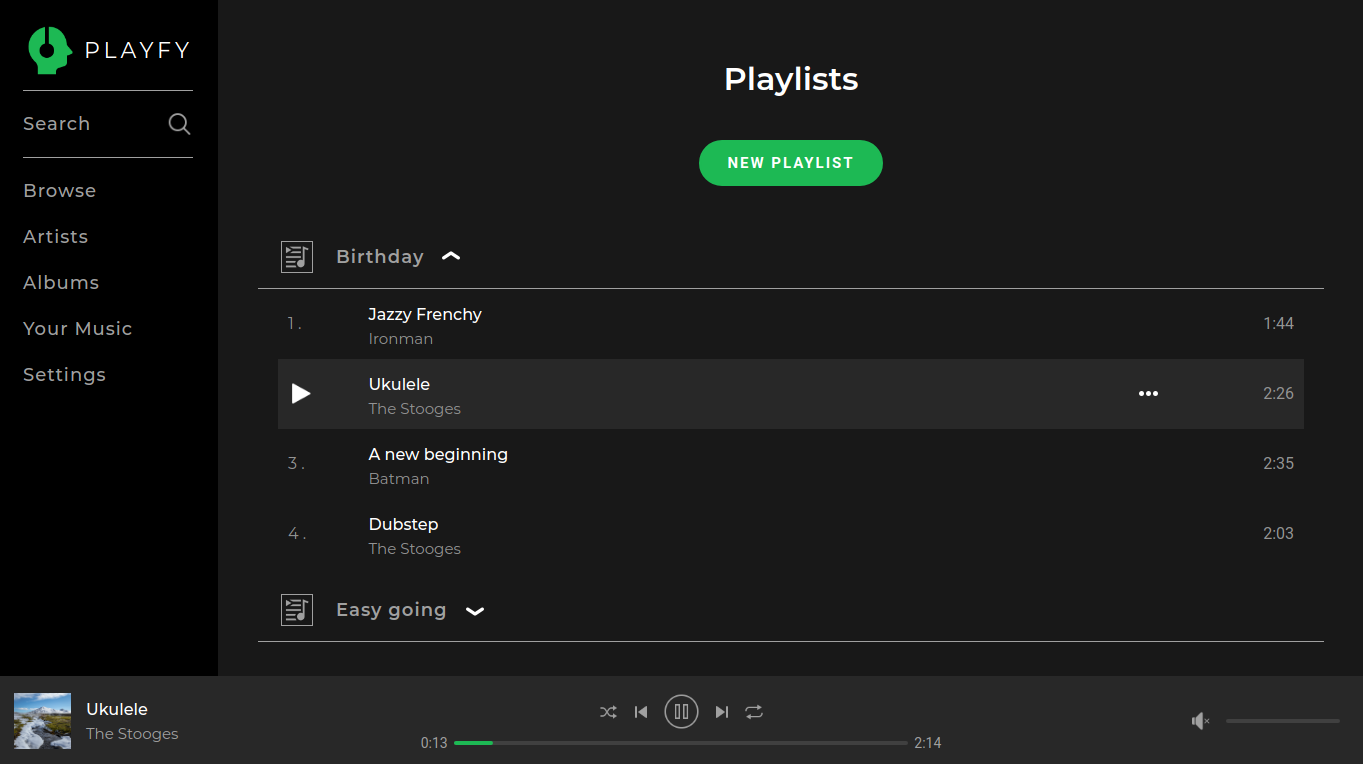 PLAYFY
Search
Browse
Artists
Albums
Your Music
Settings
Playlists
NEW PLAYLIST
Birthday
1 . Jazzy Frenchy 1:44
Ironman
Ukulele ••• 2:26
The Stooges
3 . A new beginning 2:35
Batman
4 . Dubstep 2:03
The Stooges
Easy going
Ukulele
The Stooges
0:13 2:14